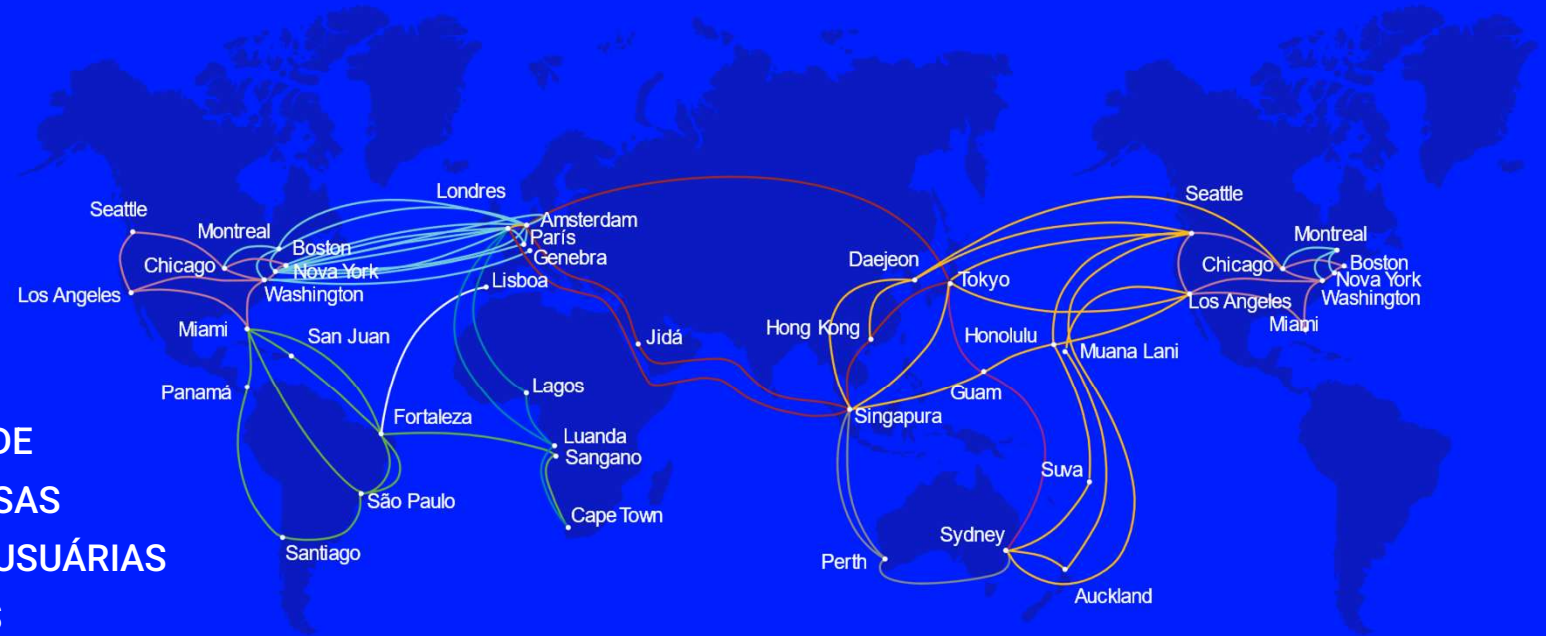 Londres
Seattle
Amsterdam
Montreal
París
Boston
Genebra
Chicago
Nova York
Lisboa
Los Angeles
Washington
Miami
San Juan
Jidá
Panamá
Lagos
Fortaleza
Luanda
Sangano
São Paulo
Cape Town
Santiago
Seattle
Montreal
Daejeon
Chicago
Boston
Tokyo
Nova York
Washington
Los Angeles
Hong Kong
Honolulu
Miami
Muana Lani
Guam
Singapura
Suva
Sydney
Perth
Auckland
DE
SAS
USUÁRIAS
S